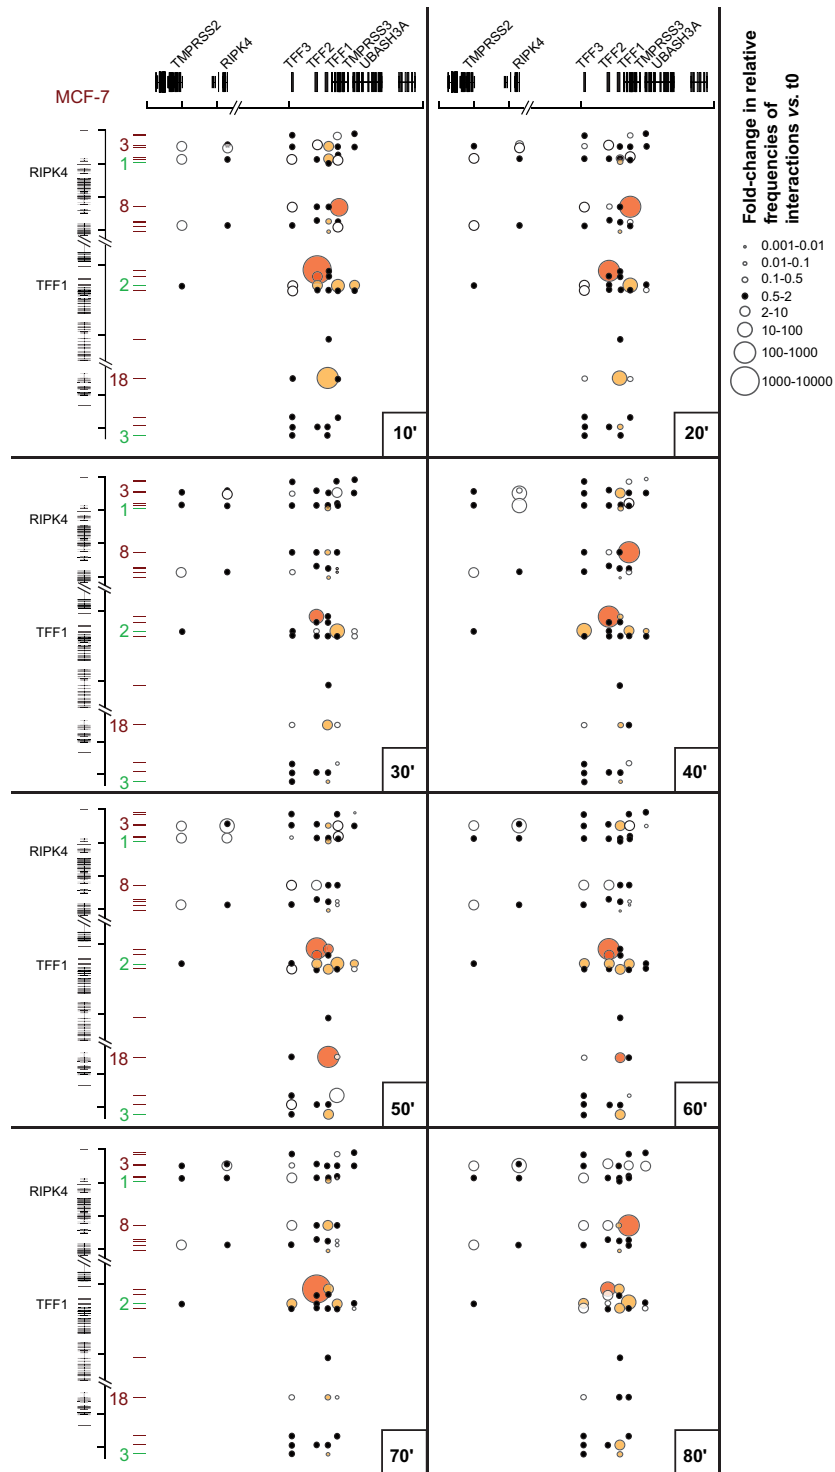 TMPRSS2
RIPK4
TFF3
TFF2
TFF1
TMPRSS3
UBASH3A
TMPRSS2
RIPK4
TFF3
TFF2
TFF1
TMPRSS3
UBASH3A
MCF-7
Fold-change in relative
frequencies of
interactions vs. t0
0.001-0.01
0.01-0.1
0.1-0.5
0.5-2
2-10
10-100
100-1000
1000-10000
3
1
RIPK4
8
TFF1
2
18
3
10'
20'
3
1
RIPK4
8
TFF1
2
18
3
30'
40'
3
1
RIPK4
8
TFF1
2
18
3
50'
60'
3
1
RIPK4
8
TFF1
2
18
3
70'
80'